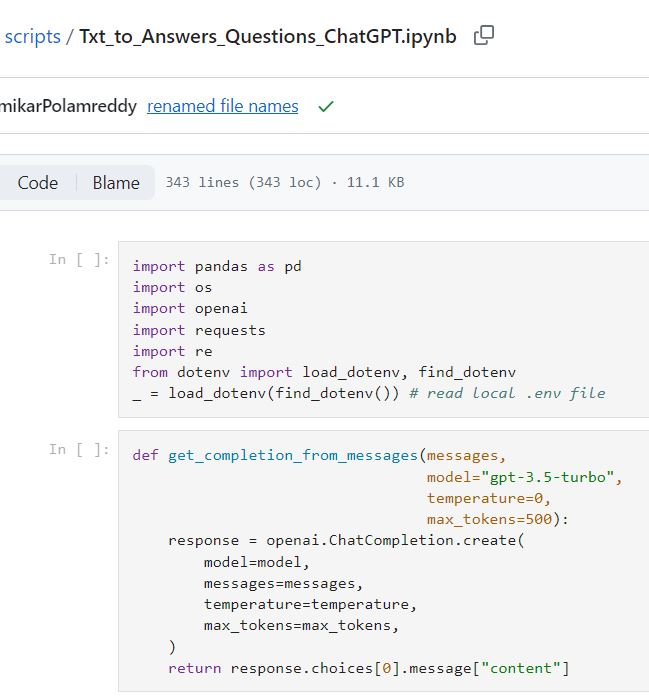 scripts / Txt_to_Answers_Questions_ChatGPT.ipynb
mikarPolamreddy renamed file names
Code Blame 343 lines (343 loc) · 11.1 KB
In [ ]:
import pandas as pd
import os
import openai
import requests
import re
from dotenv import load_dotenv, find_dotenv
_ = load_dotenv(find_dotenv()) # read local .env file
In [ ]:
def get_completion_from_messages(messages,
                                 model="gpt-3.5-turbo",
                                 temperature=0,
                                 max_tokens=500):
    response = openai.ChatCompletion.create(
        model=model,
        messages=messages,
        temperature=temperature,
        max_tokens=max_tokens,
    )
    return response.choices[0].message["content"]